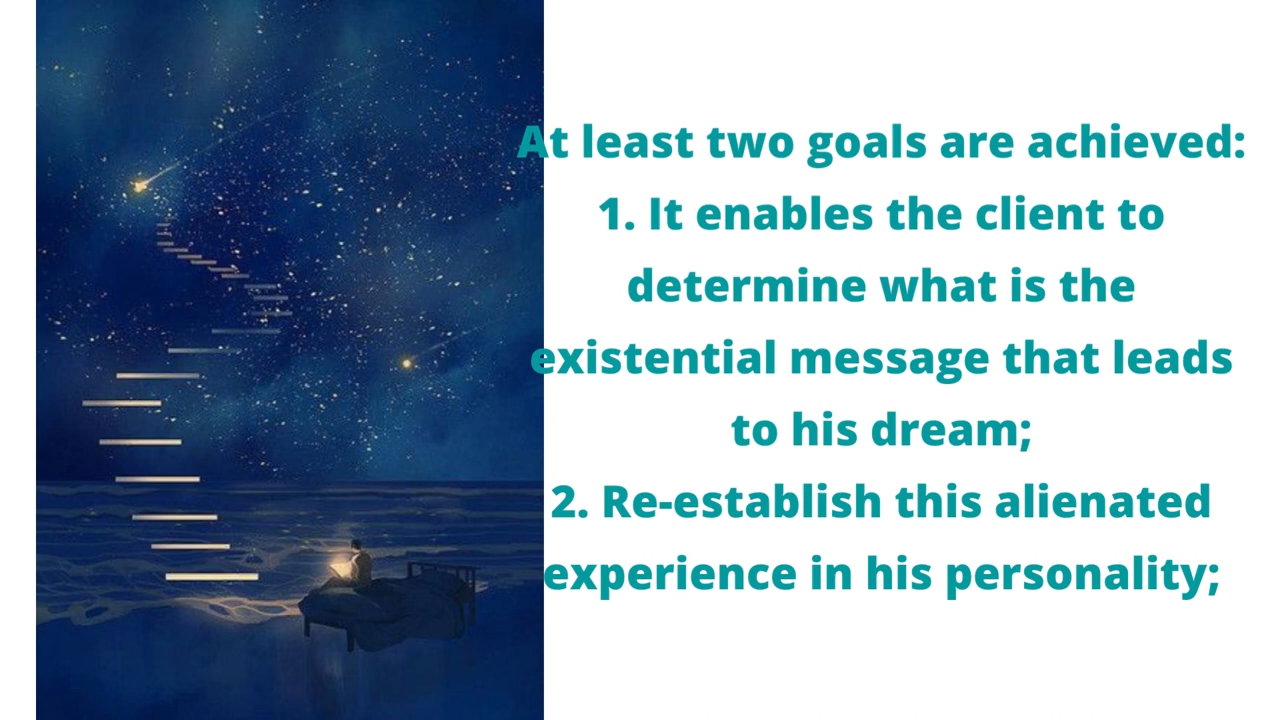 At least two goals are achieved:
1. It enables the client to
determine what is the
existential message that leads
to his dream;
2. Re-establish this alienated
experience in his personality;